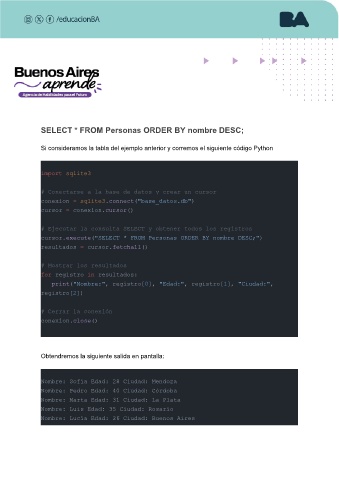 /educacionBA
BA
Buenos Aires
aprende
Agencia de Habilidades para el Futuro
SELECT * FROM Personas ORDER BY nombre DESC;
Si consideramos la tabla del ejemplo anterior y corremos el siguiente código Python
import sqlite3
# Conectarse a la base de datos y crear un cursor
conexion = sqlite3.connect("base_datos.db")
cursor = conexion.cursor()
# Ejecutar la consulta SELECT y obtener todos los registros
cursor.execute("SELECT * FROM Personas ORDER BY nombre DESC;")
resultados = cursor.fetchall()
# Mostrar los resultados
for registro in resultados:
print("Nombre:", registro[0], "Edad:", registro[1], "Ciudad:",
registro[2])
# Cerrar la conexión
conexion.close()
Obtendremos la siguiente salida en pantalla:
Nombre: Sofía Edad: 24 Ciudad: Mendoza
Nombre: Pedro Edad: 40 Ciudad: Córdoba
Nombre: Marta Edad: 31 Ciudad: La Plata
Nombre: Luis Edad: 35 Ciudad: Rosario
Nombre: Lucía Edad: 28 Ciudad: Buenos Aires